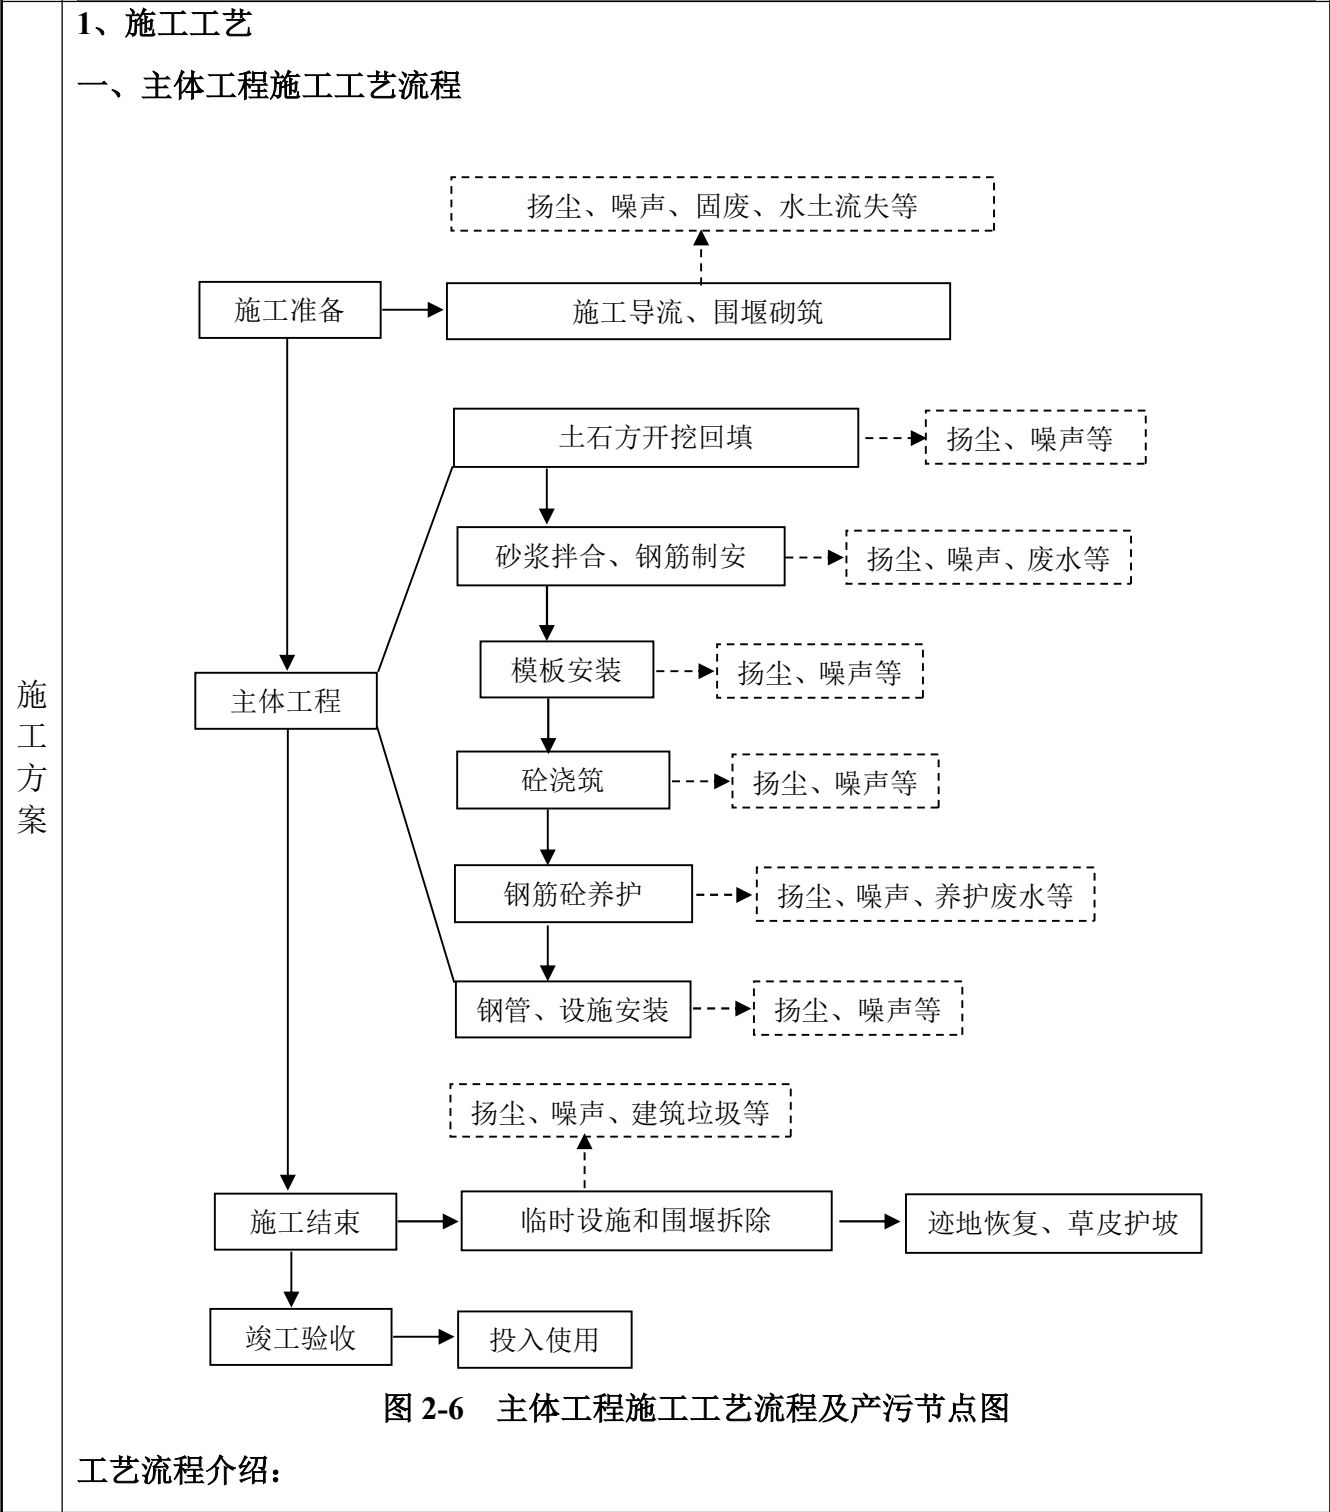 1、施工工艺
一、主体工程施工工艺流程
扬尘、噪声、固废、水土流失等
施工准备
施工导流、围堰砌筑
土石方开挖回填
扬尘、噪声等
砂浆拌合、钢筋制安
扬尘、噪声、废水等
模板安装
扬尘、噪声等
主体工程
砼浇筑
扬尘、噪声等
钢筋砼养护
扬尘、噪声、养护废水等
钢管、设施安装
扬尘、噪声等
扬尘、噪声、建筑垃圾等
施工结束
临时设施和围堰拆除
迹地恢复、草皮护坡
竣工验收
投入使用
图 2-6 主体工程施工工艺流程及产污节点图
工艺流程介绍：
施
工
方
案